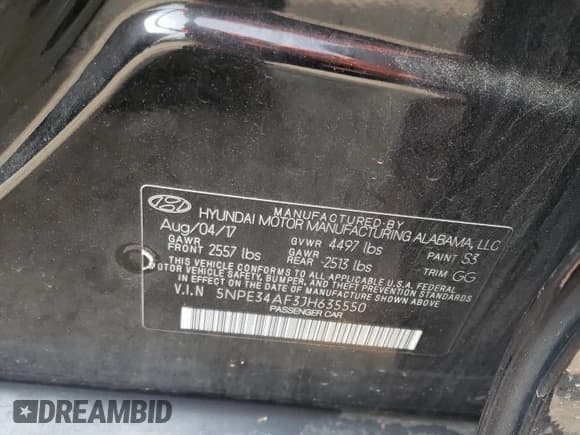 MANUFACTURED BY
HYUNDAI MOTOR MANUFACTURING ALABAMA, LLC
Aug/04/17
GAWR FRONT 2557 lbs
GVWR 4497 lbs
GAWR REAR 2513 lbs
PAINT S3
TRIM GG
THIS VEHICLE CONFORMS TO ALL APPLICABLE U.S.A. FEDERAL
MOTOR VEHICLE SAFETY, BUMPER, AND THEFT PREVENTION STANDARDS
IN EFFECT ON THE DATE OF MANUFACTURE SHOWN ABOVE.
V.I.N 5NPE34AF3JH635550
PASSENGER CAR
DREAMBID